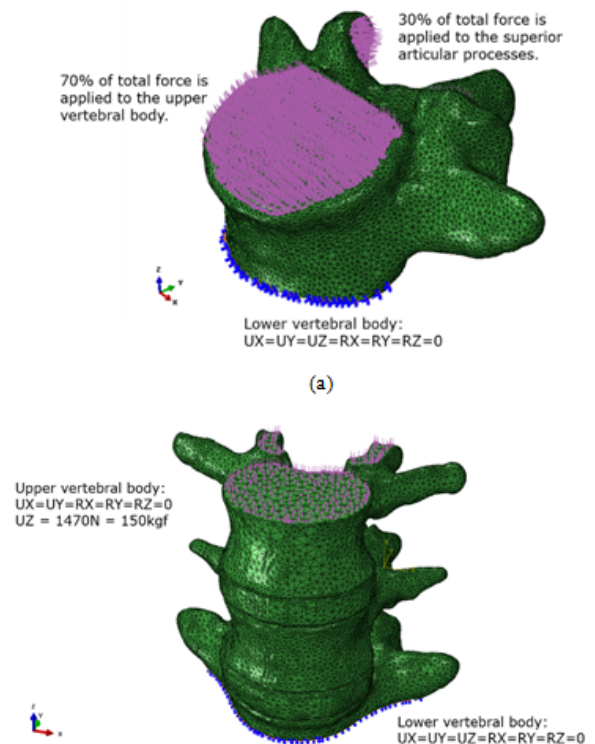 30% of total force is
applied to the superior
articular processes.
70% of total force is
applied to the upper
vertebral body.
Z
Y
X
Lower vertebral body:
UX=UY=UZ=RX=RY=RZ=0
(a)
Upper vertebral body:
UX=UY=RX=RY=RZ=0
UZ = 1470N = 150kgf
Z
Y
X
Lower vertebral body:
UX=UY=UZ=RX=RY=RZ=0